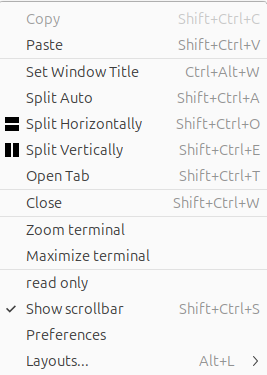 Copy Shift+Ctrl+C
Paste Shift+Ctrl+V
Set Window Title Ctrl+Alt+W
Split Auto Shift+Ctrl+A
Split Horizontally Shift+Ctrl+O
Split Vertically Shift+Ctrl+E
Open Tab Shift+Ctrl+T
Close Shift+Ctrl+W
Zoom terminal
Maximize terminal
read only
Show scrollbar Shift+Ctrl+S
Preferences
Layouts... Alt+L